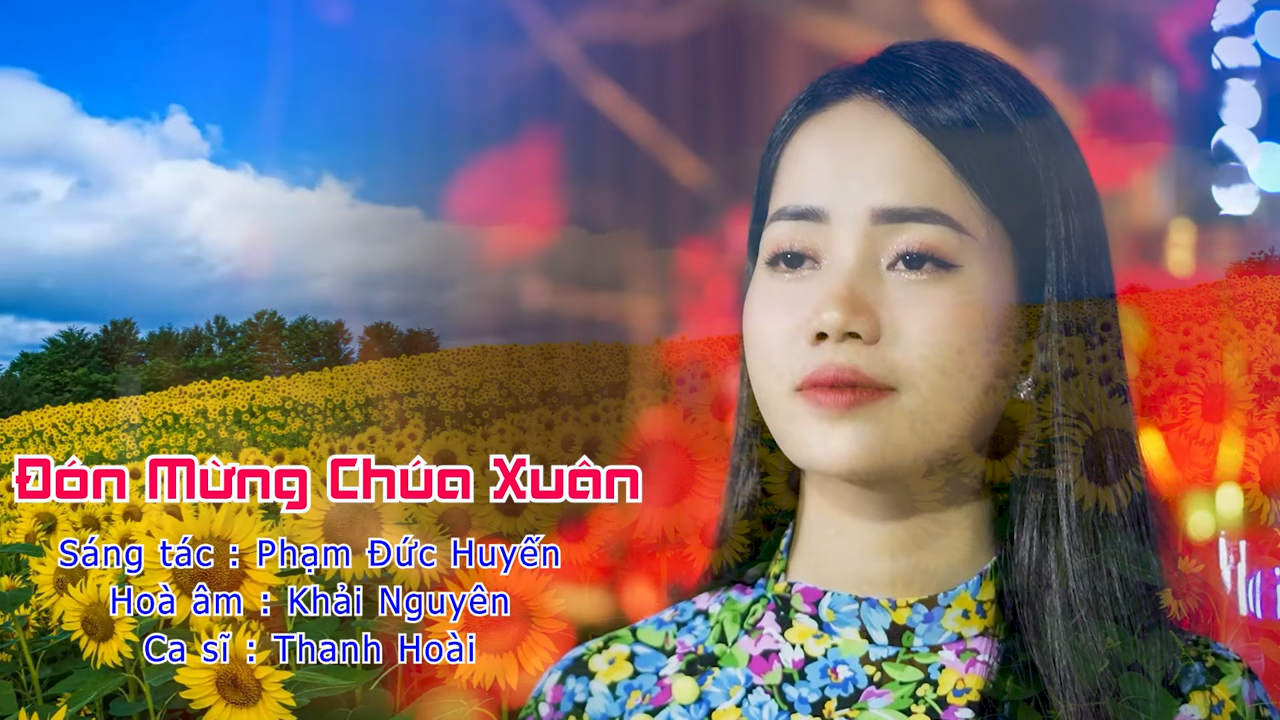 Đón Mừng Chúa Xuân
Sáng tác : Phạm Đức Huyến
Hoà âm : Khải Nguyên
Ca sĩ : Thanh Hoài